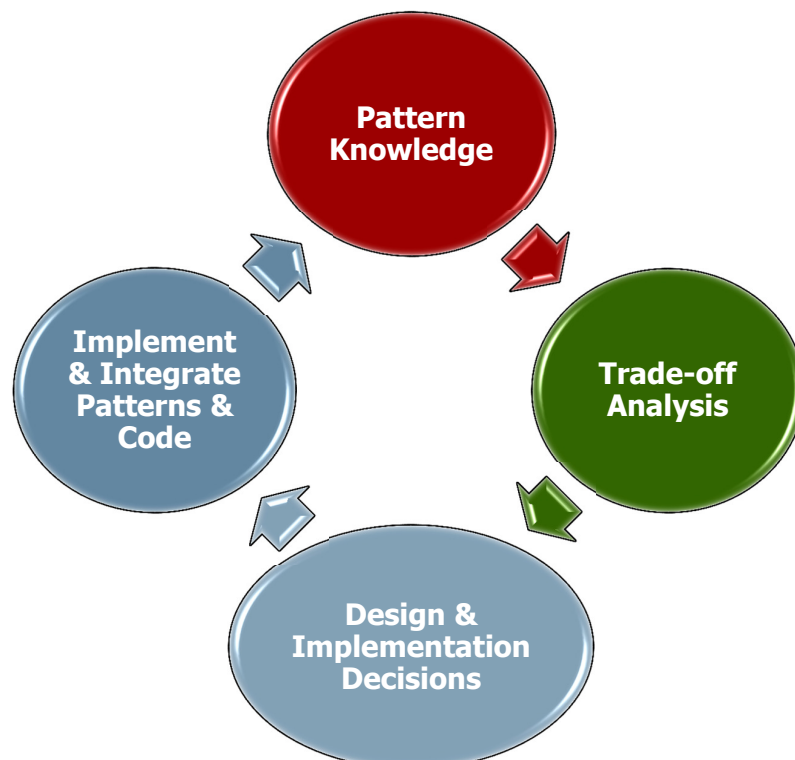 Pattern
Knowledge
Trade-off
Analysis
Design &
Implementation
Decisions
Implement
& Integrate
Patterns &
Code